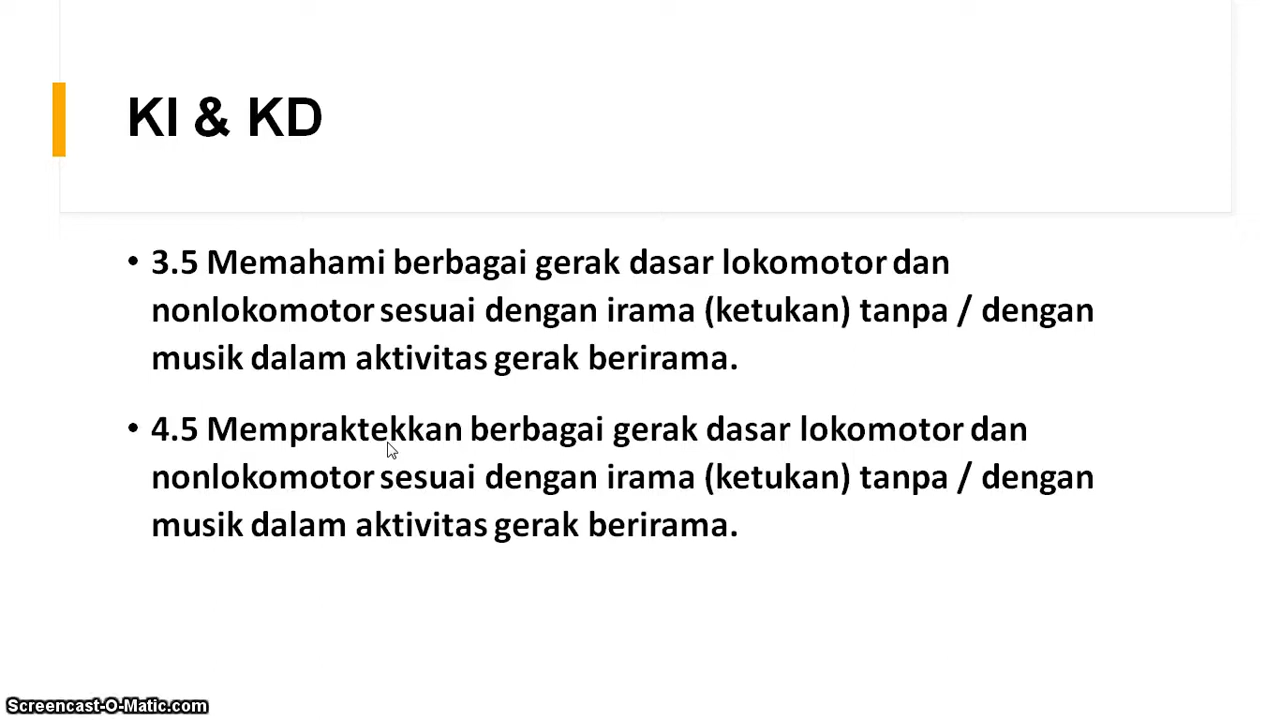 KI & KD
• 3.5 Memahami berbagai gerak dasar lokomotor dan
nonlokomotor sesuai dengan irama (ketukan) tanpa / dengan
musik dalam aktivitas gerak berirama.
• 4.5 Mempraktekkan berbagai gerak dasar lokomotor dan
nonlokomotor sesuai dengan irama (ketukan) tanpa / dengan
musik dalam aktivitas gerak berirama.
Screencast-O-Matic.com